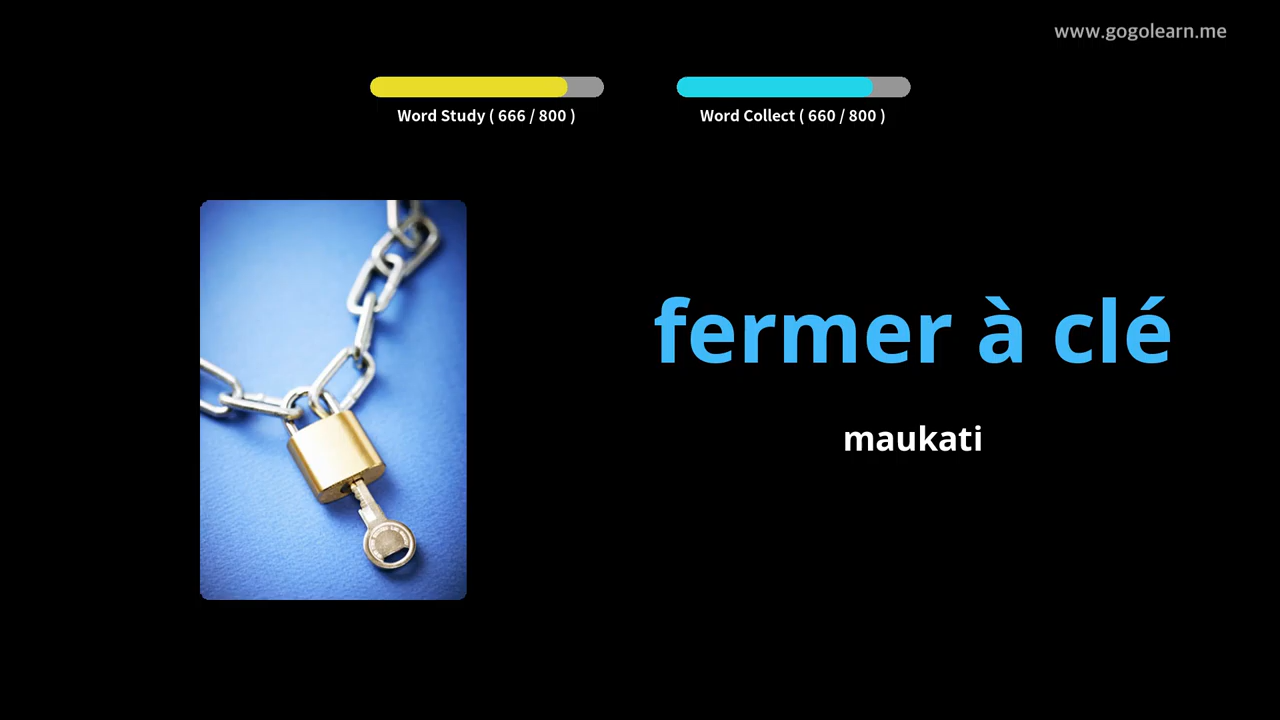 www.gogolearn.me
Word Study ( 666 / 800 )
Word Collect ( 660 / 800 )
fermer à clé
maukati